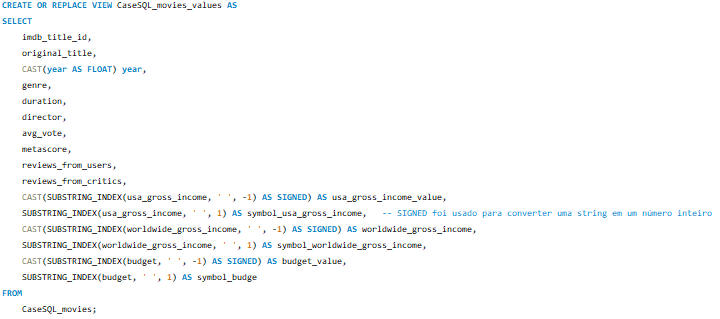 CREATE OR REPLACE VIEW CaseSQL_movies_values AS
SELECT
    imdb_title_id,
    original_title,
    CAST(year AS FLOAT) year,
    genre,
    duration,
    director,
    avg_vote,
    metascore,
    reviews_from_users,
    reviews_from_critics,
    CAST(SUBSTRING_INDEX(usa_gross_income, ' ', -1) AS SIGNED) AS usa_gross_income_value,
    SUBSTRING_INDEX(usa_gross_income, ' ', 1) AS symbol_usa_gross_income,   -- SIGNED foi usado para converter uma string em um número inteiro
    CAST(SUBSTRING_INDEX(worldwide_gross_income, ' ', -1) AS SIGNED) AS worldwide_gross_income,
    SUBSTRING_INDEX(worldwide_gross_income, ' ', 1) AS symbol_worldwide_gross_income,
    CAST(SUBSTRING_INDEX(budget, ' ', -1) AS SIGNED) AS budget_value,
    SUBSTRING_INDEX(budget, ' ', 1) AS symbol_budge
FROM
    CaseSQL_movies;